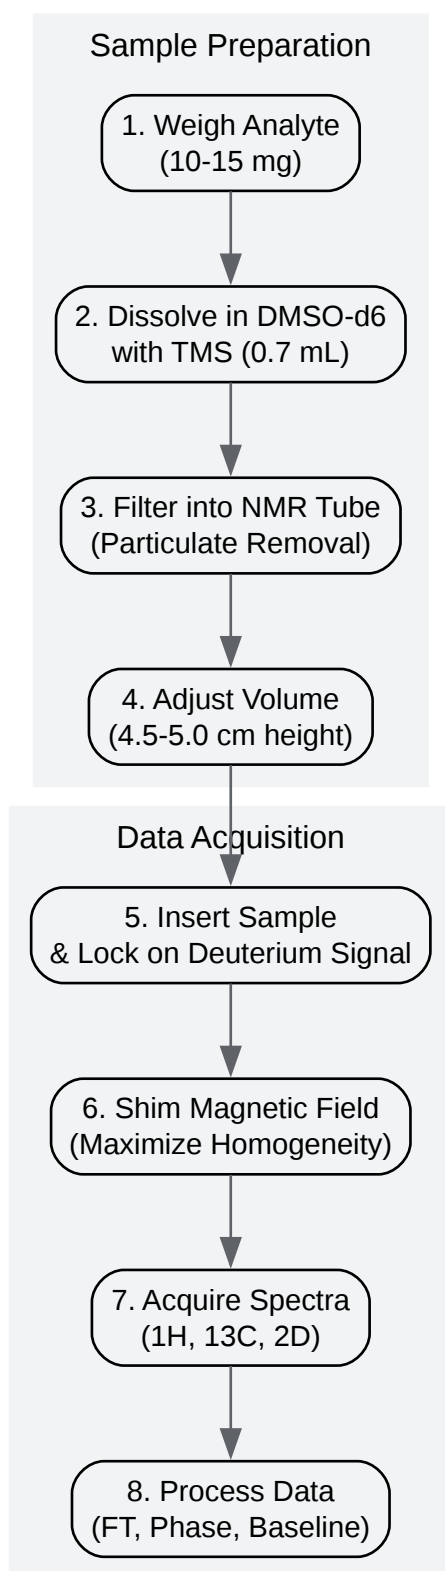 Sample Preparation
1. Weigh Analyte
(10-15 mg)
2. Dissolve in DMSO-d6
with TMS (0.7 mL)
3. Filter into NMR Tube
(Particulate Removal)
4. Adjust Volume
(4.5-5.0 cm height)
Data Acquisition
5. Insert Sample
& Lock on Deuterium Signal
6. Shim Magnetic Field
(Maximize Homogeneity)
7. Acquire Spectra
(1H, 13C, 2D)
8. Process Data
(FT, Phase, Baseline)